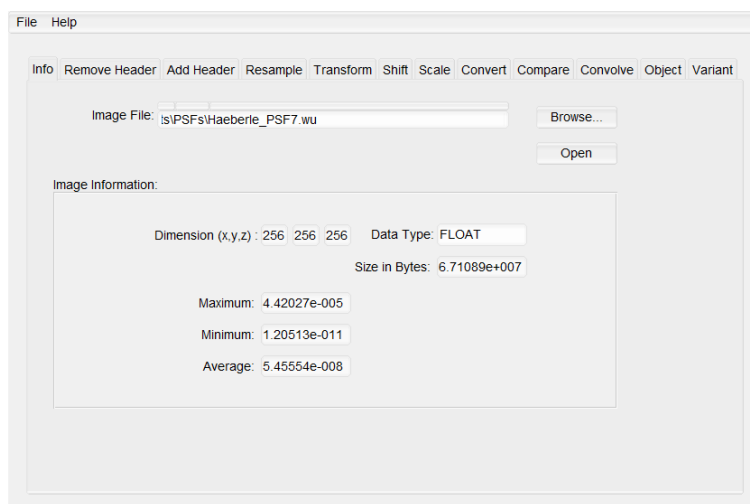 File Help
Info Remove Header Add Header Resample Transform Shift Scale Convert Compare Convolve Object Variant
Image File: ts\PSFs\Haeberle_PSF7.wu Browse...
Open
Image Information:
Dimension (x,y,z) : 256 256 256 Data Type: FLOAT
Size in Bytes: 6.71089e+007
Maximum: 4.42027e-005
Minimum: 1.20513e-011
Average: 5.45554e-008